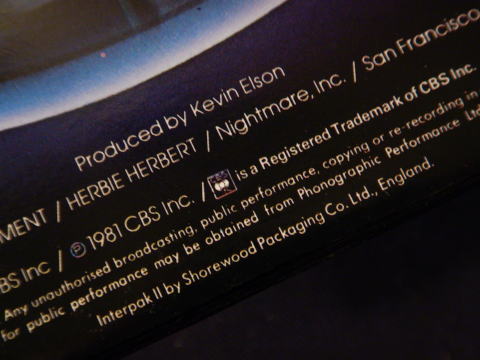 Produced by Kevin Elson
MENT / HERBIE HERBERT / Nightmare, Inc. / San Francisco
BS Inc / ℗ 1981 CBS Inc. / is a Registered Trademark of CBS Inc.
Any unauthorised broadcasting, public performance, copying or re-recording in
for public performance may be obtained from Phonographic Performance Ltd
Interpak II by Shorewood Packaging Co. Ltd., England.